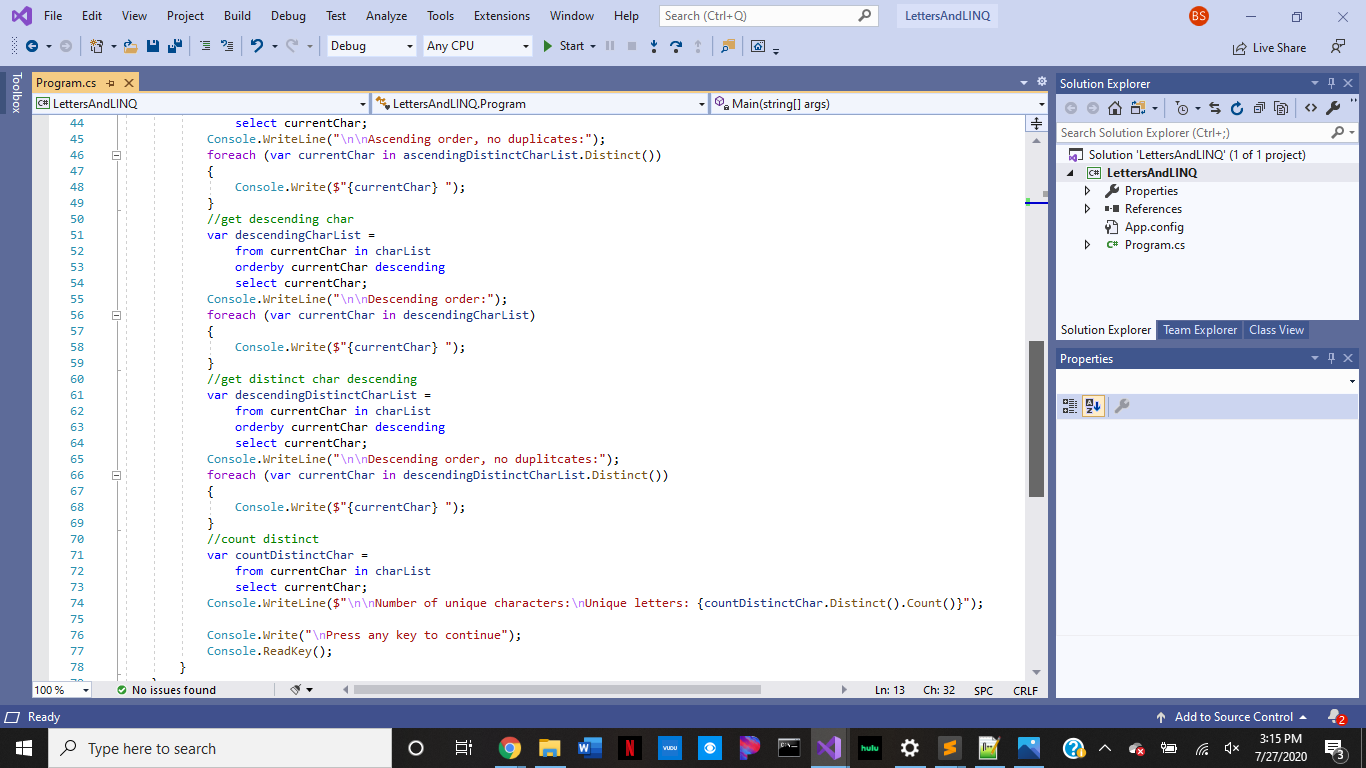 File Edit View Project Build Debug Test Analyze Tools Extensions Window Help Search (Ctrl+Q) LettersAndLINQ BS
Debug Any CPU Start Live Share
Toolbox
Program.cs
C# LettersAndLINQ LettersAndLINQ.Program Main(string[] args)
44 select currentChar;
45 Console.WriteLine("\n\nAscending order, no duplicates:");
46 foreach (var currentChar in ascendingDistinctCharList.Distinct())
47 {
48 Console.Write($"{currentChar} ");
49 }
50 //get descending char
51 var descendingCharList =
52 from currentChar in charList
53 orderby currentChar descending
54 select currentChar;
55 Console.WriteLine("\n\nDescending order:");
56 foreach (var currentChar in descendingCharList)
57 {
58 Console.Write($"{currentChar} ");
59 }
60 //get distinct char descending
61 var descendingDistinctCharList =
62 from currentChar in charList
63 orderby currentChar descending
64 select currentChar;
65 Console.WriteLine("\n\nDescending order, no duplitcates:");
66 foreach (var currentChar in descendingDistinctCharList.Distinct())
67 {
68 Console.Write($"{currentChar} ");
69 }
70 //count distinct
71 var countDistinctChar =
72 from currentChar in charList
73 select currentChar;
74 Console.WriteLine($"\n\nNumber of unique characters:\nUnique letters: {countDistinctChar.Distinct().Count()}");
75
76 Console.Write("\nPress any key to continue");
77 Console.ReadKey();
78 }
100 % No issues found Ln: 13 Ch: 32 SPC CRLF
Solution Explorer
Search Solution Explorer (Ctrl+;)
Solution 'LettersAndLINQ' (1 of 1 project)
C# LettersAndLINQ
Properties
References
App.config
C# Program.cs
Solution Explorer Team Explorer Class View
Properties
Ready Add to Source Control 2
Type here to search W N VUDU hulu 3:15 PM
7/27/2020 3